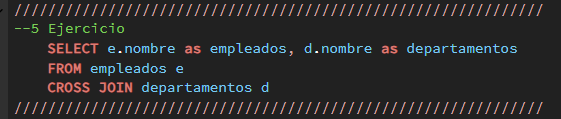 ///////////////////////////////////////////////////////////////
--5 Ejercicio
SELECT e.nombre as empleados, d.nombre as departamentos
FROM empleados e
CROSS JOIN departamentos d
///////////////////////////////////////////////////////////////